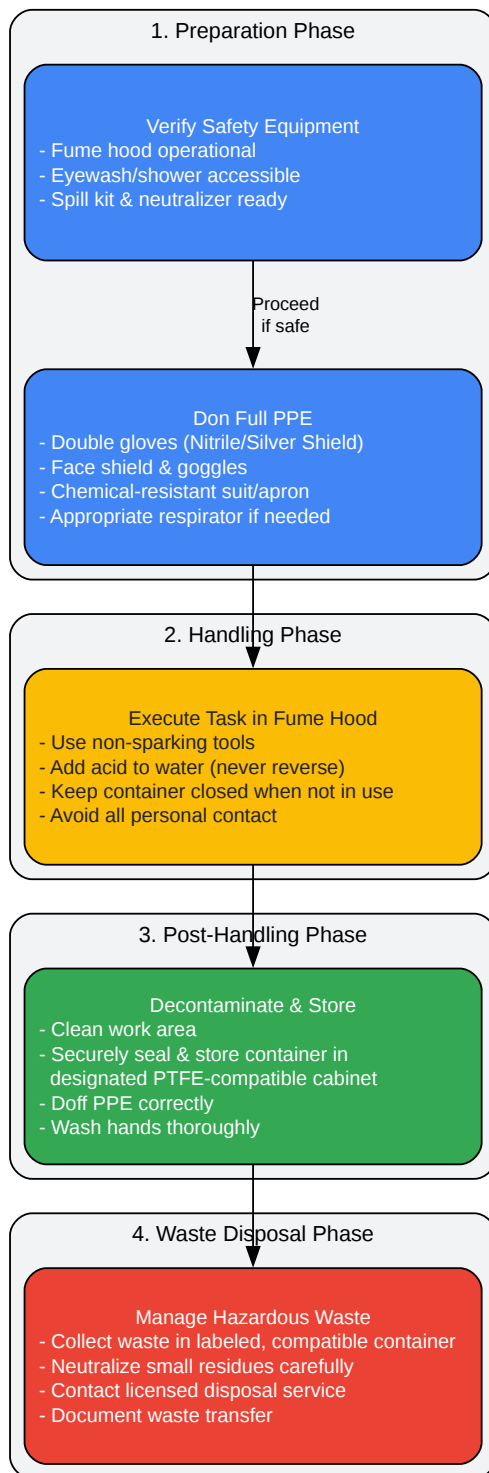 1. Preparation Phase
Verify Safety Equipment
- Fume hood operational
- Eyewash/shower accessible
- Spill kit & neutralizer ready
Proceed
if safe
Don Full PPE
- Double gloves (Nitrile/Silver Shield)
- Face shield & goggles
- Chemical-resistant suit/apron
- Appropriate respirator if needed
2. Handling Phase
Execute Task in Fume Hood
- Use non-sparking tools
- Add acid to water (never reverse)
- Keep container closed when not in use
- Avoid all personal contact
3. Post-Handling Phase
Decontaminate & Store
- Clean work area
- Securely seal & store container in
designated PTFE-compatible cabinet
- Doff PPE correctly
- Wash hands thoroughly
4. Waste Disposal Phase
Manage Hazardous Waste
- Collect waste in labeled, compatible container
- Neutralize small residues carefully
- Contact licensed disposal service
- Document waste transfer